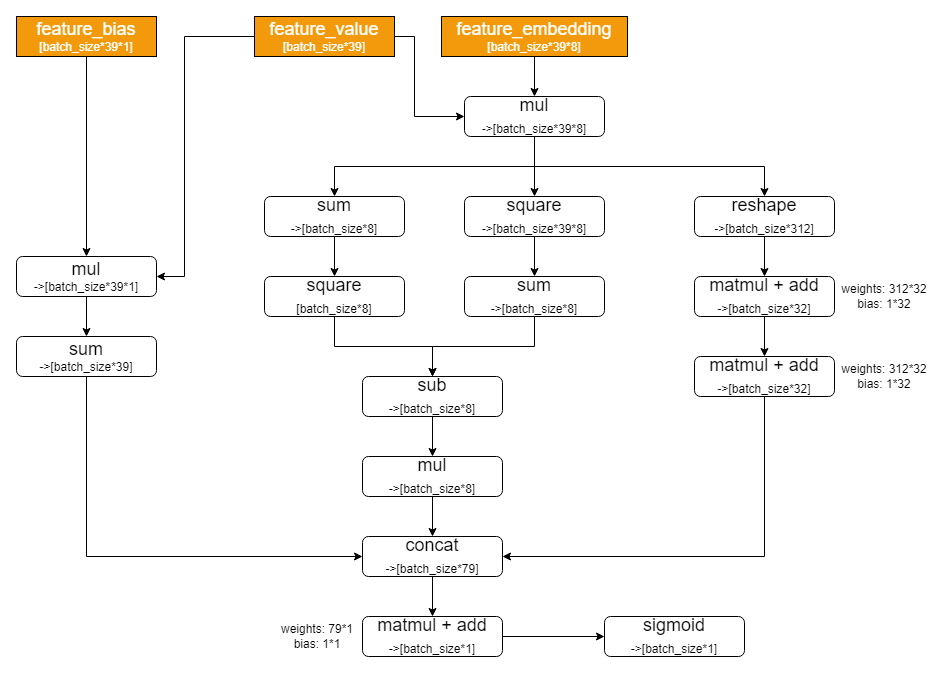 feature_bias
[batch_size*39*1]
feature_value
[batch_size*39]
feature_embedding
[batch_size*39*8]
mul
->[batch_size*39*8]
sum
->[batch_size*8]
square
->[batch_size*39*8]
reshape
->[batch_size*312]
mul
->[batch_size*39*1]
square
[batch_size*8]
sum
->[batch_size*8]
matmul + add
->[batch_size*32]
weights: 312*32
bias: 1*32
sum
->[batch_size*39]
matmul + add
->[batch_size*32]
weights: 312*32
bias: 1*32
sub
->[batch_size*8]
mul
->[batch_size*8]
concat
->[batch_size*79]
weights: 79*1
bias: 1*1
matmul + add
->[batch_size*1]
sigmoid
->[batch_size*1]